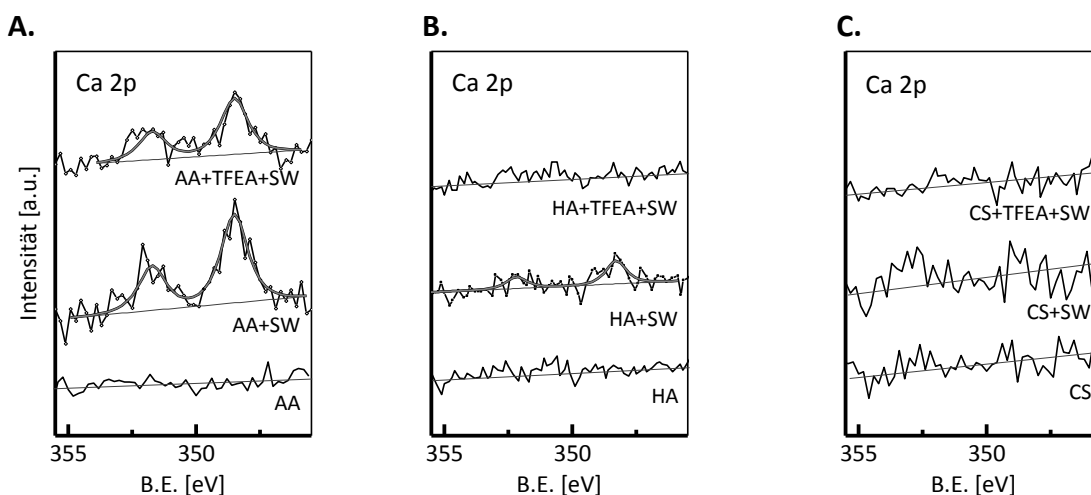 A.
B.
C.
Ca 2p
Ca 2p
Ca 2p
AA+TFEA+SW
HA+TFEA+SW
CS+TFEA+SW
Intensität [a.u.]
AA+SW
HA+SW
CS+SW
AA
HA
CS
355 350
355 350
355 350
B.E. [eV]
B.E. [eV]
B.E. [eV]